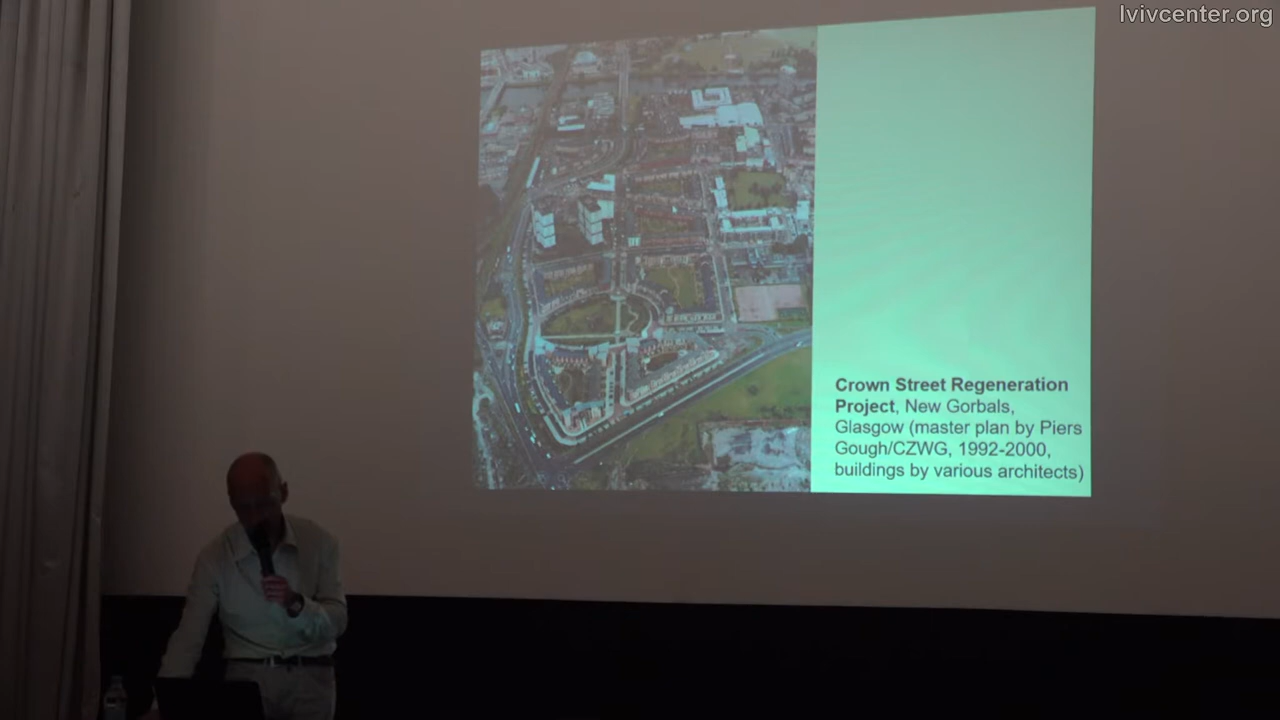 lvivcenter.org
Crown Street Regeneration
Project, New Gorbals,
Glasgow (master plan by Piers
Gough/CZWG, 1992-2000,
buildings by various architects)